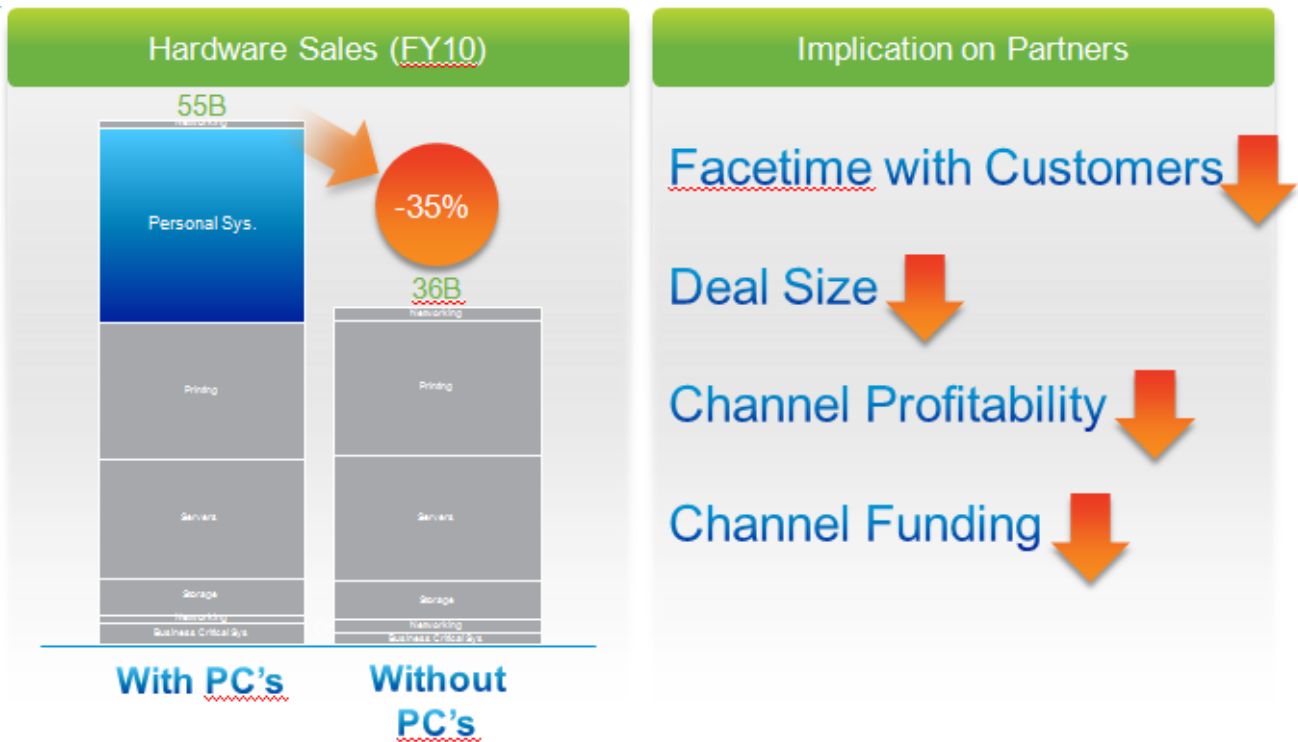 Hardware Sales (FY10)
55B
Networking
Personal Sys.
Printing
Servers
Storage
Networking
Business Critical Sys
With PC's
-35%
36B
Networking
Printing
Servers
Storage
Networking
Business Critical Sys
Without
PC's
Implication on Partners
Facetime with Customers
Deal Size
Channel Profitability
Channel Funding